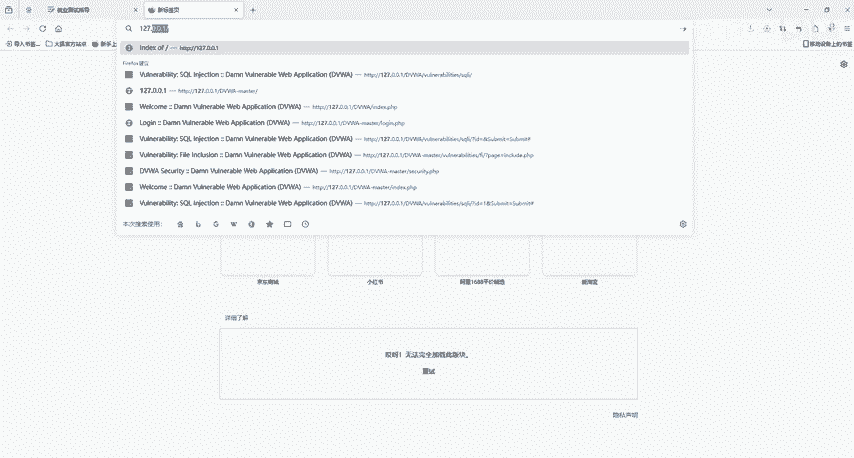 就业测试指导
新标签页
127.0.0.1
导入书签... 火狐官方站点 新手上
移动设备上的书签
Index of / — http://127.0.0.1
Firefox 建议
Vulnerability: SQL Injection :: Damn Vulnerable Web Application (DVWA) — http://127.0.0.1/DVWA/vulnerabilities/sqli/
127.0.0.1 — http://127.0.0.1/DVWA-master/
Welcome :: Damn Vulnerable Web Application (DVWA) — http://127.0.0.1/DVWA/index.php
Login :: Damn Vulnerable Web Application (DVWA) — http://127.0.0.1/DVWA-master/login.php
Vulnerability: SQL Injection :: Damn Vulnerable Web Application (DVWA) — http://127.0.0.1/DVWA/vulnerabilities/sqli/?id=&Submit=Submit#
Vulnerability: File Inclusion :: Damn Vulnerable Web Application (DVWA) — http://127.0.0.1/DVWA-master/vulnerabilities/fi/?page=include.php
DVWA Security :: Damn Vulnerable Web Application (DVWA) — http://127.0.0.1/DVWA-master/security.php
Welcome :: Damn Vulnerable Web Application (DVWA) — http://127.0.0.1/DVWA-master/index.php
Vulnerability: SQL Injection :: Damn Vulnerable Web Application (DVWA) — http://127.0.0.1/DVWA/vulnerabilities/sqli/?id=1&Submit=Submit#
本次搜索使用:
京东商城 小红书 阿里1688平价精选 爱淘宝
详细了解
哎呦！无法完全加载此版块。
重试
隐私声明